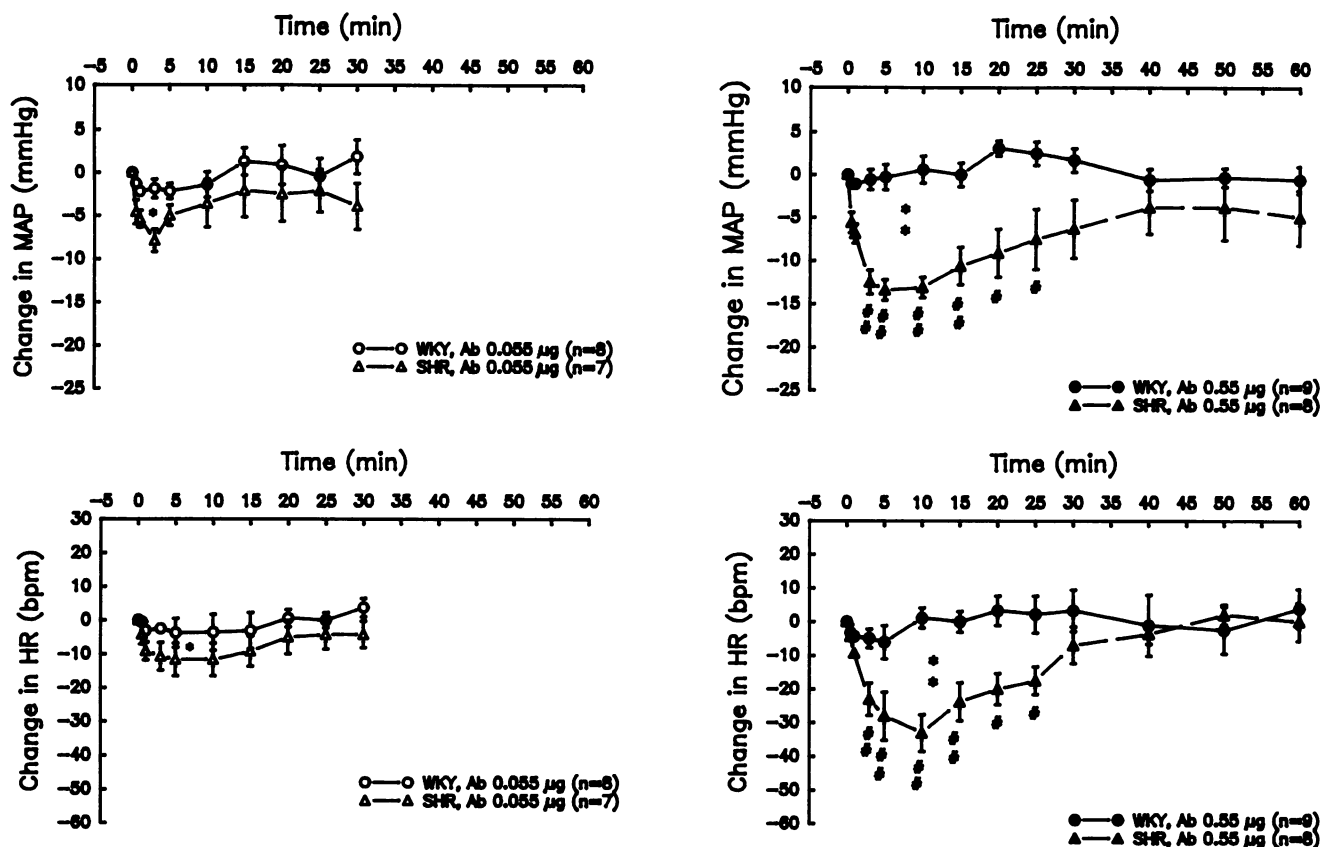 Time (min)
−5 0 5 10 15 20 25 30 35 40 45 50 55 60
10
5
0
−5
−10
−15
−20
−25
Change in MAP (mmHg)
*
WKY, Ab 0.055 µg (n=8)
SHR, Ab 0.055 µg (n=7)
Time (min)
−5 0 5 10 15 20 25 30 35 40 45 50 55 60
10
5
0
−5
−10
−15
−20
−25
Change in MAP (mmHg)
*
*
# # # # # #
# # # #
WKY, Ab 0.55 µg (n=9)
SHR, Ab 0.55 µg (n=8)
Time (min)
−5 0 5 10 15 20 25 30 35 40 45 50 55 60
30
20
10
0
−10
−20
−30
−40
−50
−60
Change in HR (bpm)
*
WKY, Ab 0.055 µg (n=8)
SHR, Ab 0.055 µg (n=7)
Time (min)
−5 0 5 10 15 20 25 30 35 40 45 50 55 60
30
20
10
0
−10
−20
−30
−40
−50
−60
Change in HR (bpm)
*
*
# # # # # #
# # # #
WKY, Ab 0.55 µg (n=9)
SHR, Ab 0.55 µg (n=8)